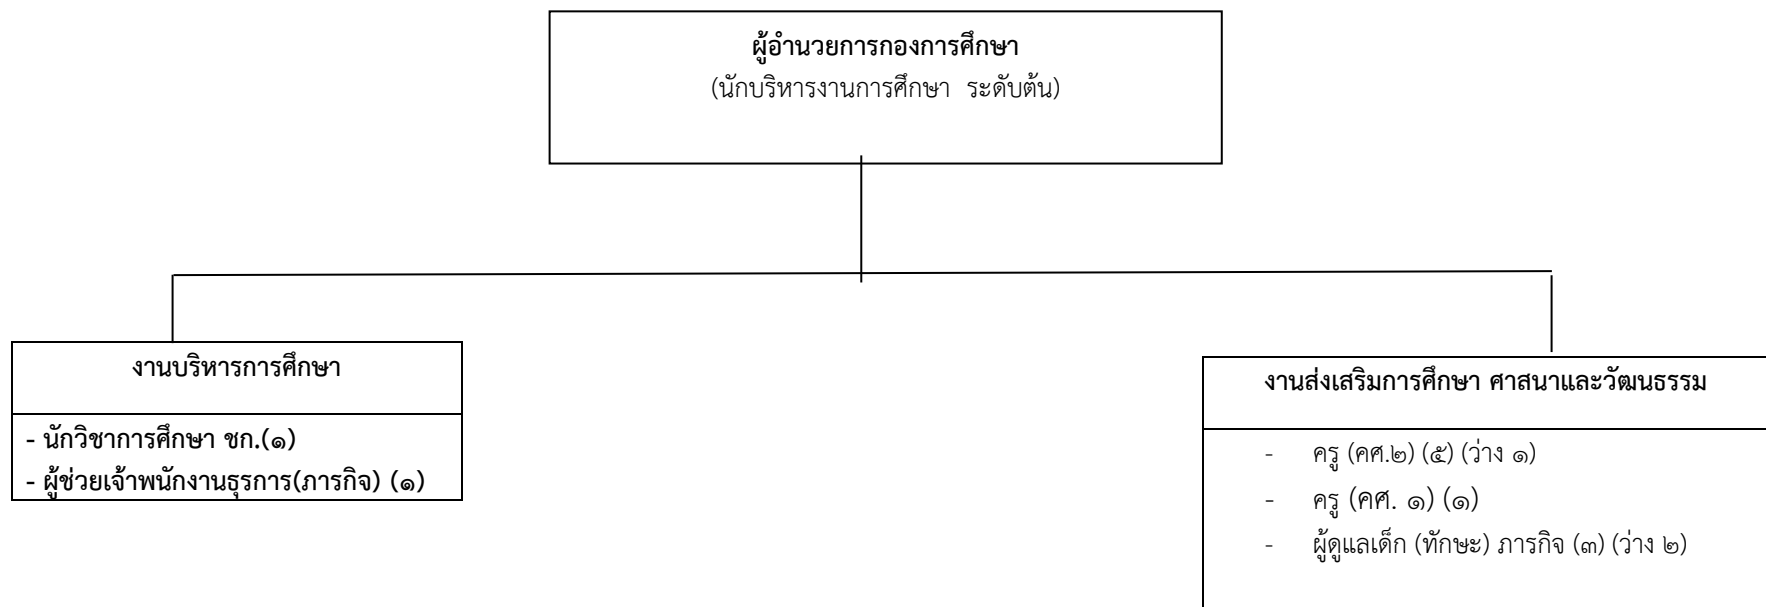 ผู้อำนวยการกองการศึกษา
(นักบริหารงานการศึกษา ระดับต้น)
งานบริหารการศึกษา
- นักวิชาการศึกษา ชก.(๑)
- ผู้ช่วยเจ้าพนักงานธุรการ(ภารกิจ) (๑)
งานส่งเสริมการศึกษา ศาสนาและวัฒนธรรม
- ครู (คศ.๒) (๕) (ว่าง ๑)
- ครู (คศ. ๑) (๑)
- ผู้ดูแลเด็ก (ทักษะ) ภารกิจ (๓) (ว่าง ๒)